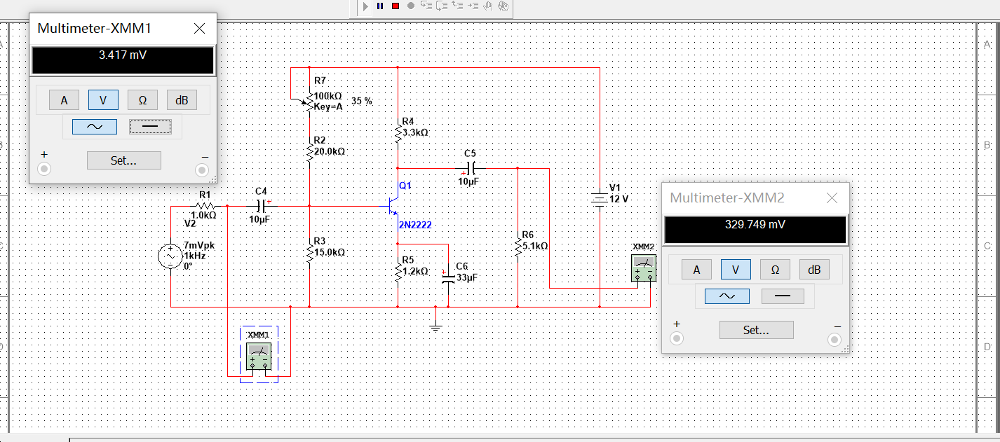 Multimeter-XMM1
3.417 mV
A
V
Ω
dB
+
Set...
−
R7
100kΩ
Key=A
35 %
R2
20.0kΩ
R4
3.3kΩ
C5
+
10µF
Q1
2N2222
V1
12 V
R1
1.0kΩ
C4
+
10µF
V2
7mVpk
1kHz
0°
R3
15.0kΩ
R5
1.2kΩ
C6
+
33µF
R6
5.1kΩ
XMM2
+ −
XMM1
+ −
Multimeter-XMM2
329.749 mV
A
V
Ω
dB
+
Set...
−
A
B
C
D